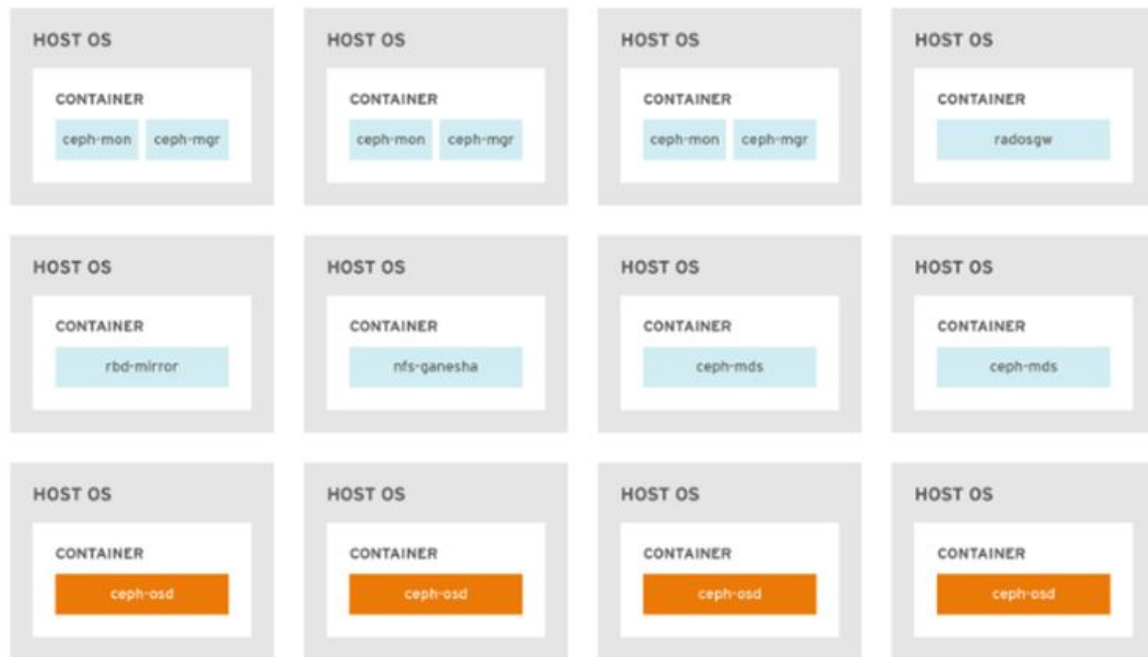 HOST OS HOST OS HOST OS HOST OS
CONTAINER CONTAINER CONTAINER CONTAINER
ceph-mon ceph-mgr ceph-mon ceph-mgr ceph-mon ceph-mgr radosgw
HOST OS HOST OS HOST OS HOST OS
CONTAINER CONTAINER CONTAINER CONTAINER
rbd-mirror nfs-ganesha ceph-mds ceph-mds
HOST OS HOST OS HOST OS HOST OS
CONTAINER CONTAINER CONTAINER CONTAINER
ceph-osd ceph-osd ceph-osd ceph-osd